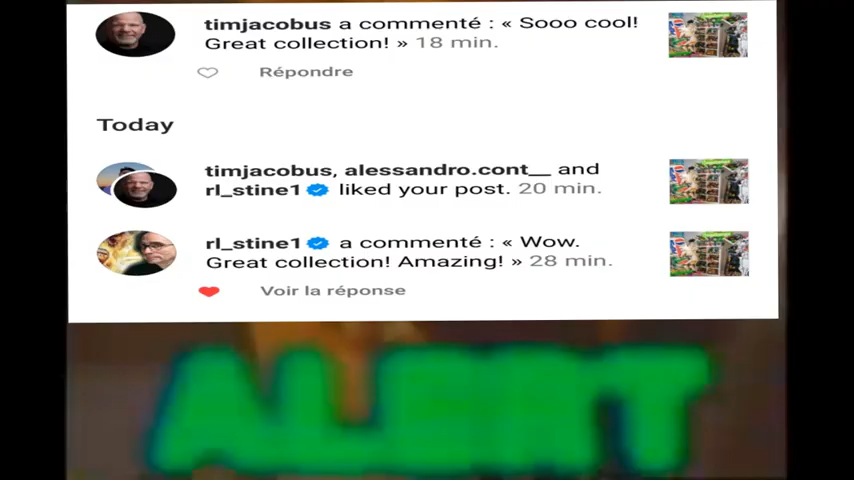 timjacobus a commenté : « Sooo cool!
Great collection! » 18 min.
Répondre
Today
timjacobus, alessandro.cont__ and
rl_stine1 liked your post. 20 min.
rl_stine1 a commenté : « Wow.
Great collection! Amazing! » 28 min.
Voir la réponse
ALERT